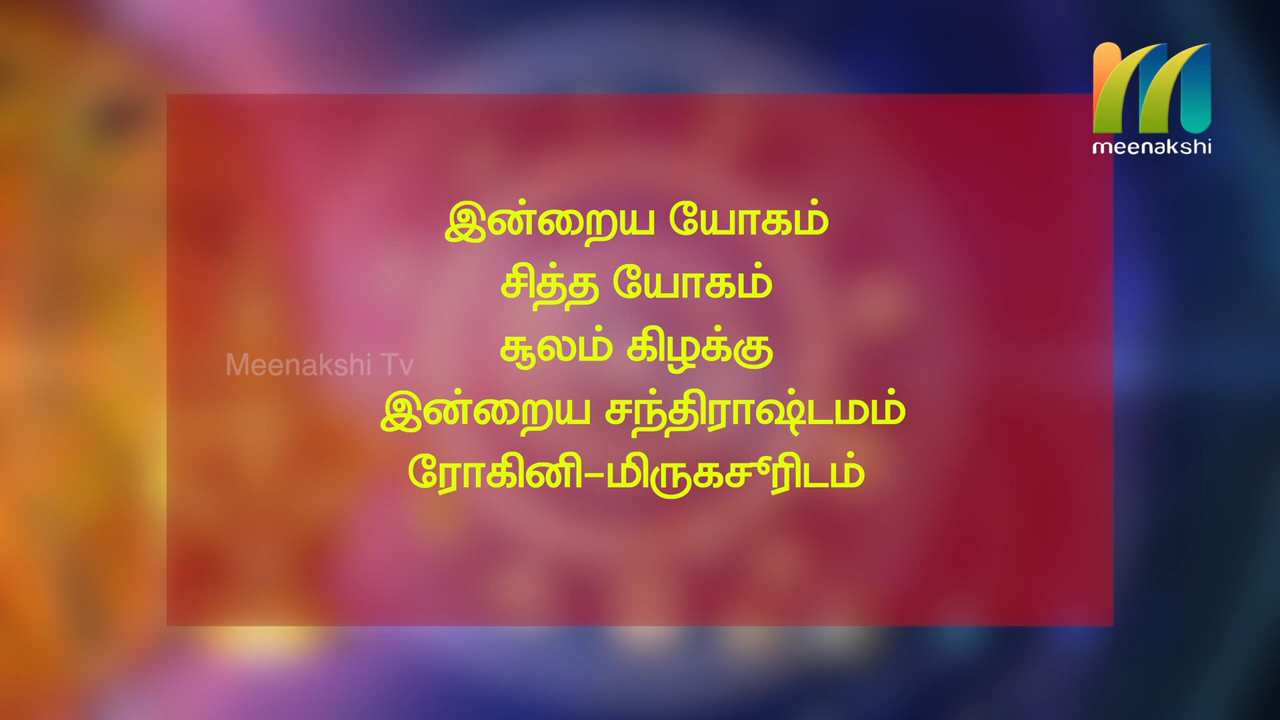 meenakshi
இன்றைய யோகம்
சித்த யோகம்
சூலம் கிழக்கு
Meenakshi Tv
இன்றைய சந்திராஷ்டமம்
ரோகினி-மிருகசூரிடம்